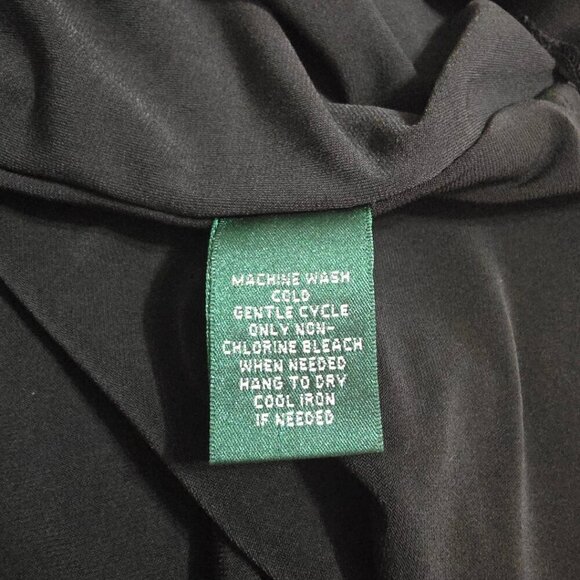 MACHINE WASH
COLD
GENTLE CYCLE
ONLY NON-
CHLORINE BLEACH
WHEN NEEDED
HANG TO DRY
COOL IRON
IF NEEDED